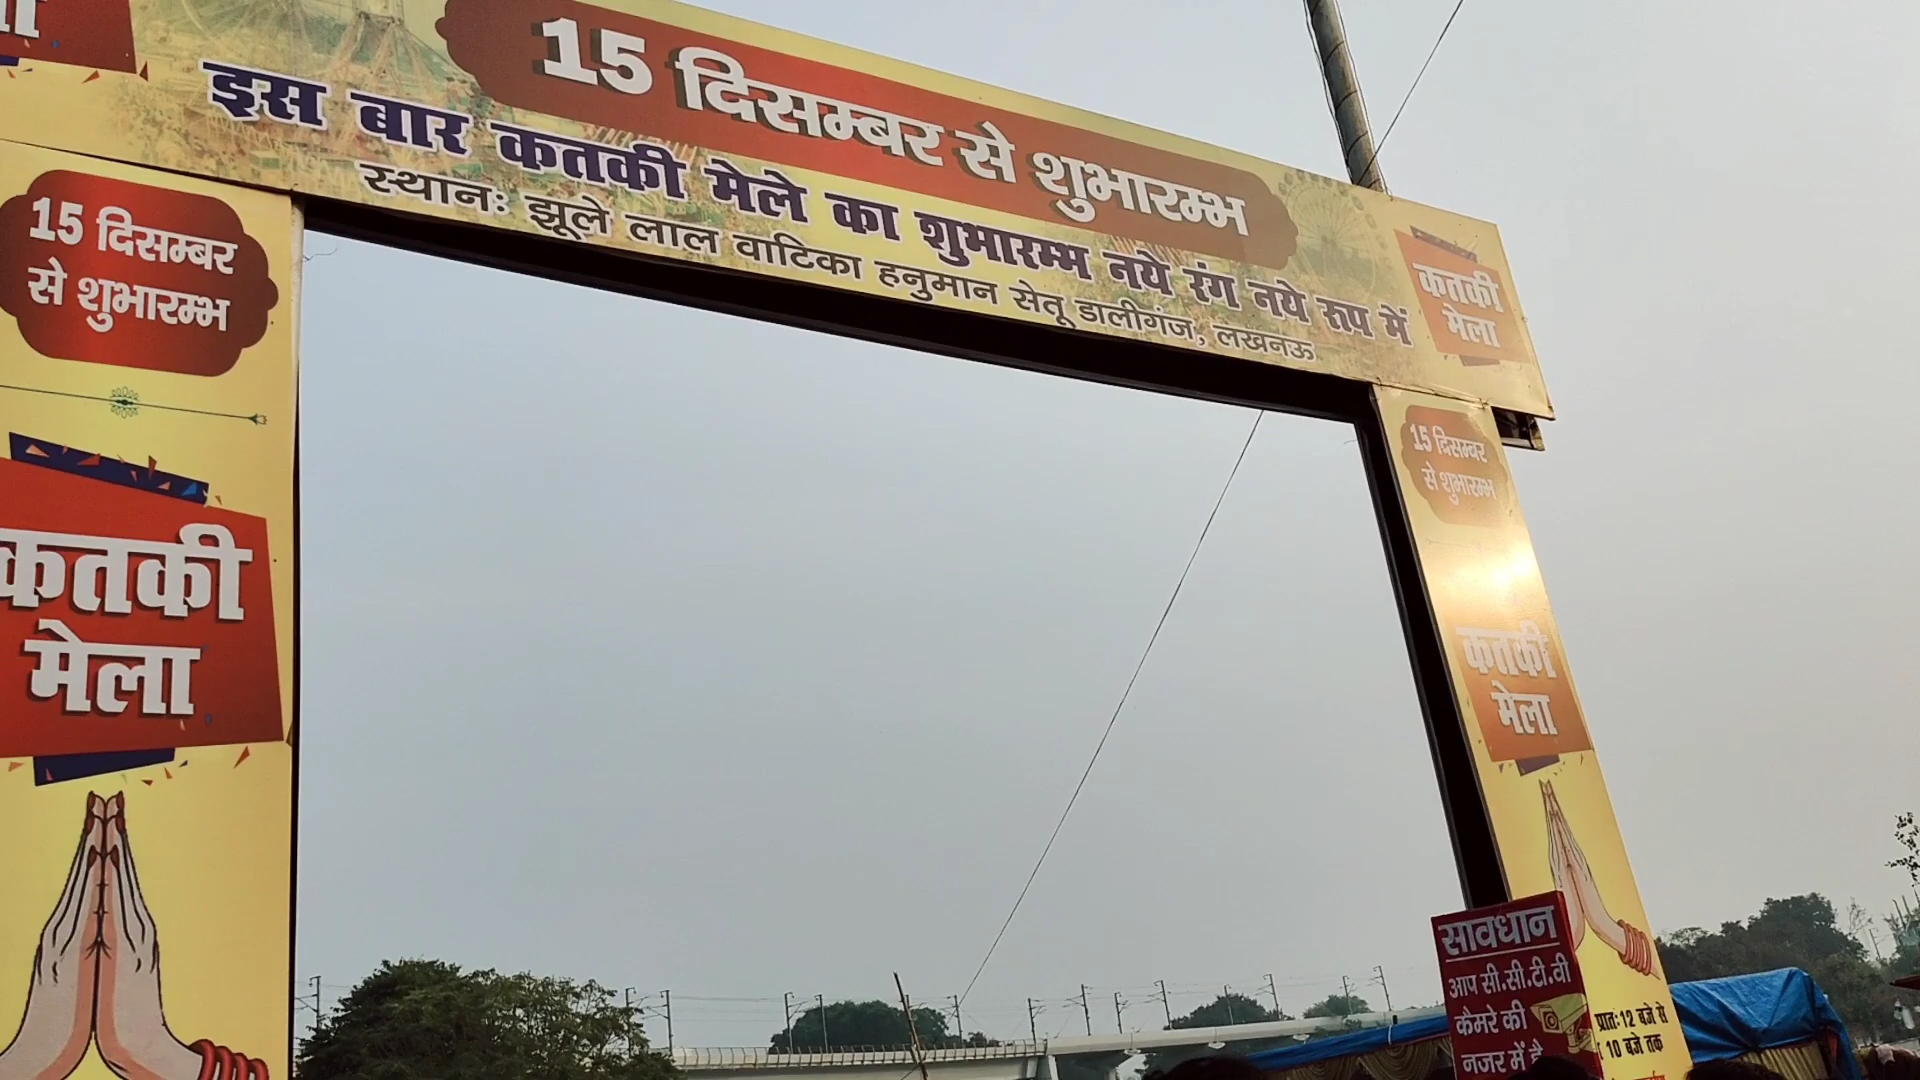 15 दिसम्बर से शुभारम्भ
इस बार कतकी मेले का शुभारम्भ नये रंग नये रूप में
स्थानः झूले लाल वाटिका हनुमान सेतू डालीगंज, लखनऊ
कतकी
मेला
15 दिसम्बर
से शुभारम्भ
कतकी
मेला
15 दिसम्बर
से शुभारम्भ
कतकी
मेला
सावधान
आप सी.सी.टी.वी
कैमरे की
नजर में है
प्रातः12 बजे से
10 बजे तक